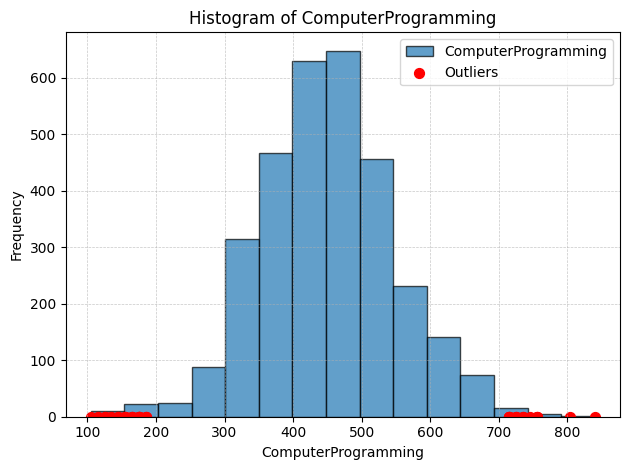 Histogram of ComputerProgramming
ComputerProgramming
Outliers
Frequency
600
500
400
300
200
100
0
100 200 300 400 500 600 700 800
ComputerProgramming